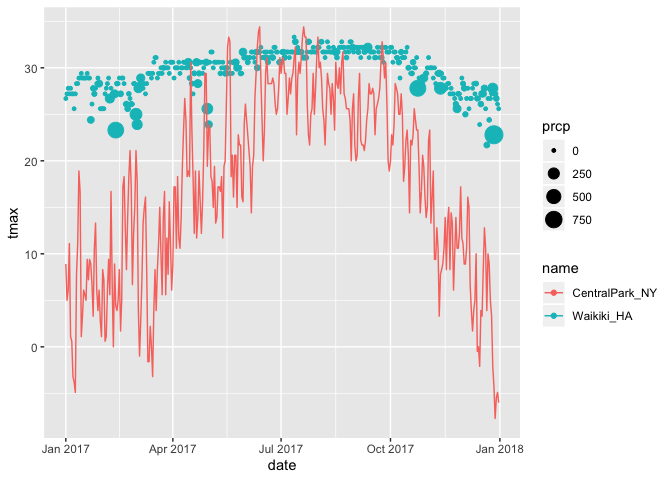 tmax
30
20
10
0
Jan 2017
Apr 2017
Jul 2017
Oct 2017
Jan 2018
date
prcp
0
250
500
750
name
CentralPark_NY
Waikiki_HA